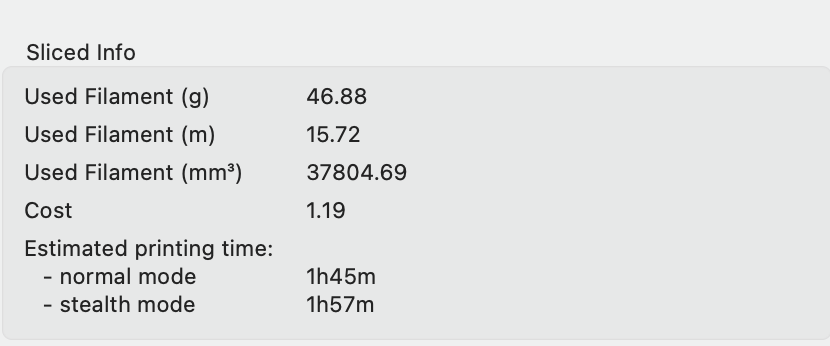 Sliced Info
Used Filament (g) 46.88
Used Filament (m) 15.72
Used Filament (mm³) 37804.69
Cost 1.19
Estimated printing time:
- normal mode 1h45m
- stealth mode 1h57m